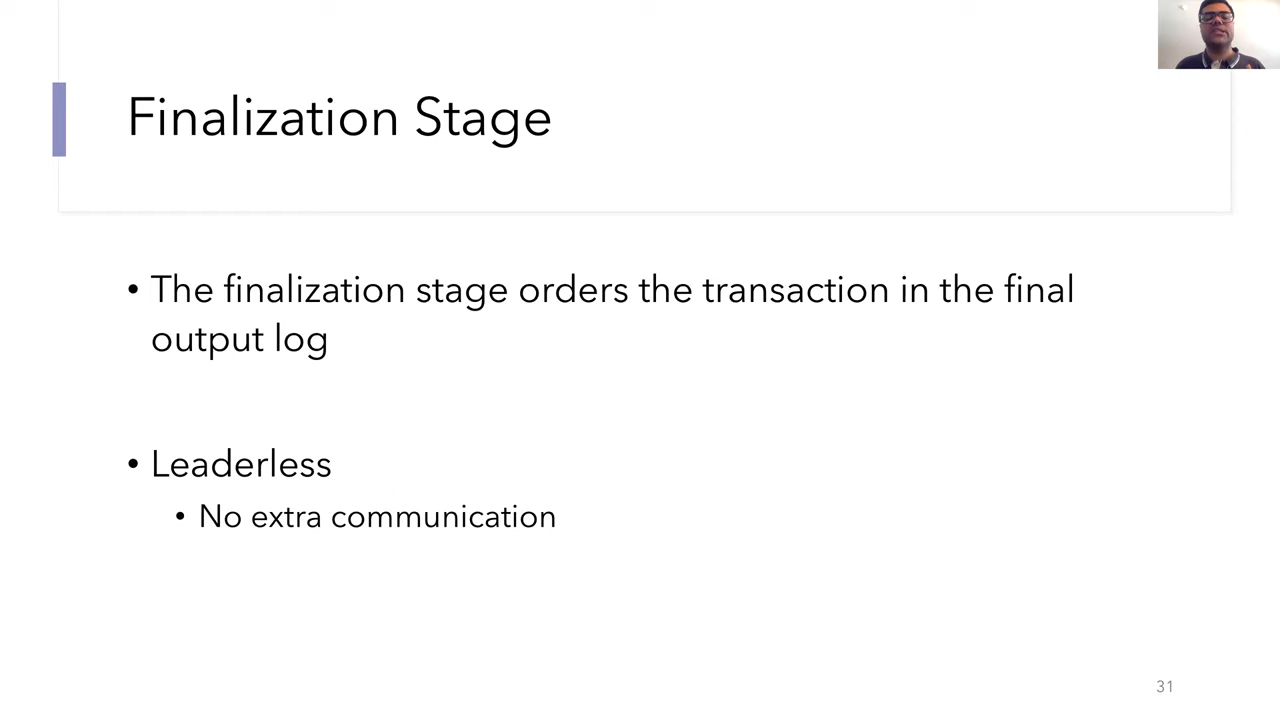 Finalization Stage
• The finalization stage orders the transaction in the final
output log
• Leaderless
• No extra communication
31